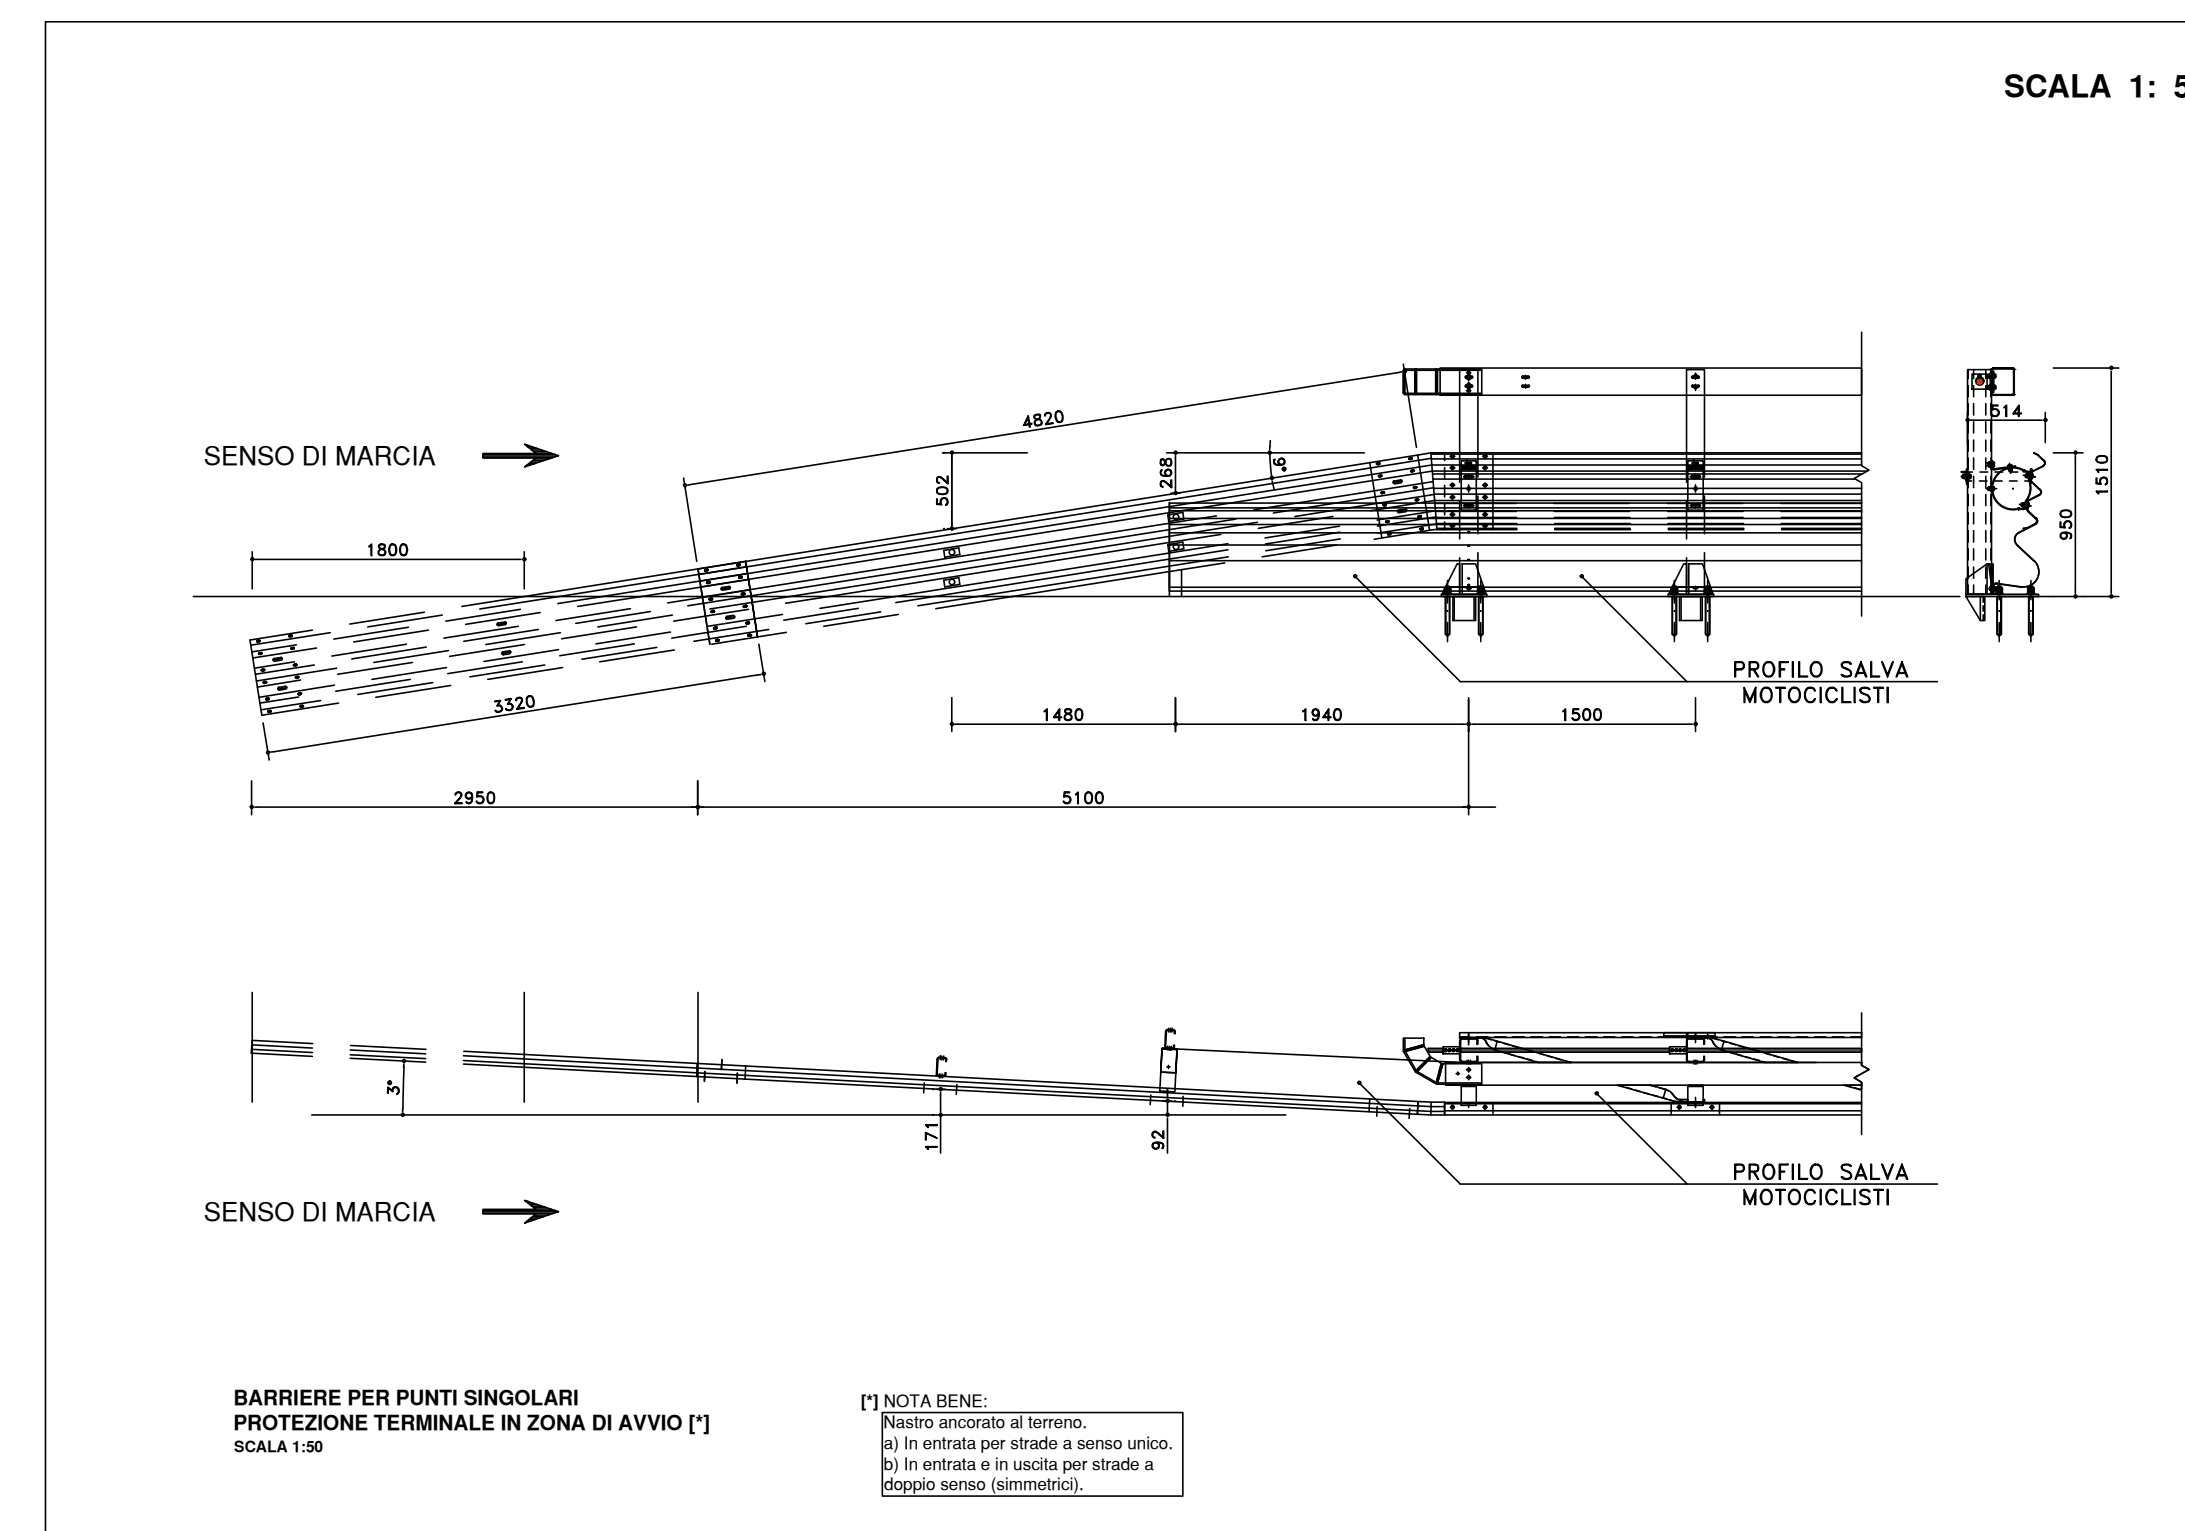 SCALA 1: 5
4820
514
SENSO DI MARCIA
502
268
9°
1510
950
1800
3320
PROFILO SALVA
MOTOCICLISTI
1480
1940
1500
2950
5100
3°
171
92
PROFILO SALVA
MOTOCICLISTI
SENSO DI MARCIA
BARRIERE PER PUNTI SINGOLARI
PROTEZIONE TERMINALE IN ZONA DI AVVIO [*]
SCALA 1:50
[*] NOTA BENE:
Nastro ancorato al terreno.
a) In entrata per strade a senso unico.
b) In entrata e in uscita per strade a
doppio senso (simmetrici).